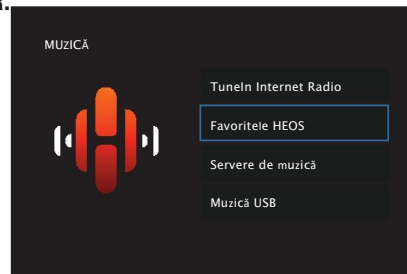 ă.
MUZICĂ
TuneIn Internet Radio
Favoritele HEOS
Servere de muzică
Muzică USB